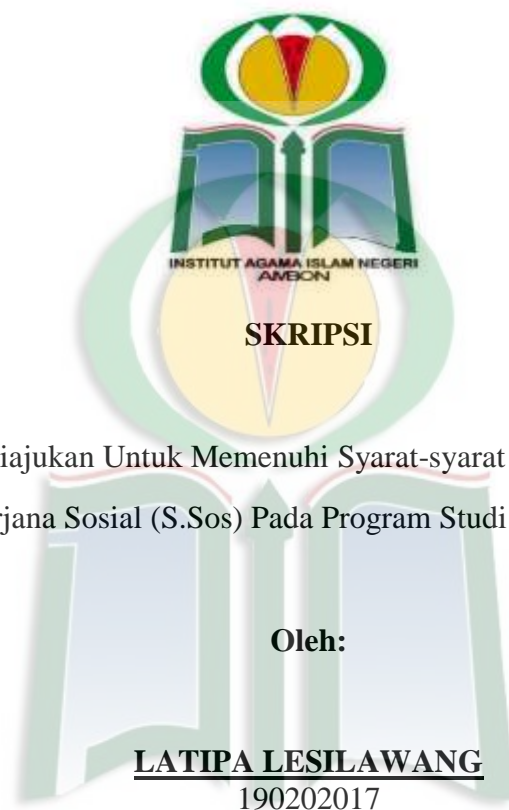 INSTITUT AGAMA ISLAM NEGERI
AMBON
SKRIPSI
iajukan Untuk Memenuhi Syarat-syarat
rjana Sosial (S.Sos) Pada Program Studi
Oleh:
LATIPA LESILAWANG
190202017